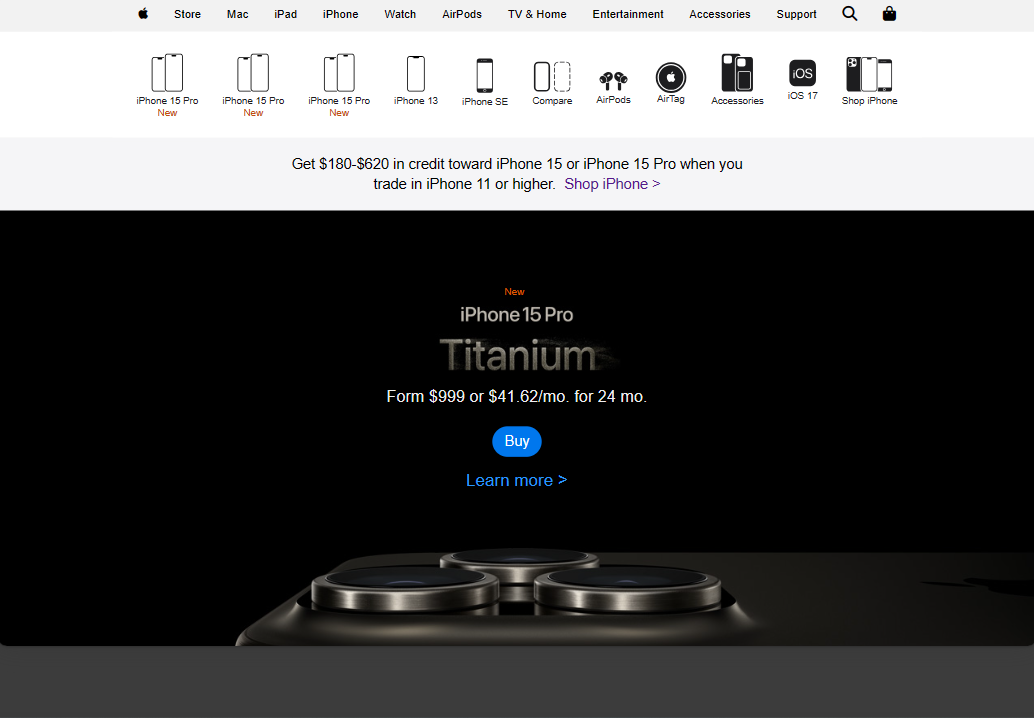 Store Mac iPad iPhone Watch AirPods TV & Home Entertainment Accessories Support
iPhone 15 Pro iPhone 15 Pro iPhone 15 Pro iPhone 13 iPhone SE Compare AirPods AirTag Accessories iOS iOS 17 Shop iPhone
New New New
Get $180-$620 in credit toward iPhone 15 or iPhone 15 Pro when you
trade in iPhone 11 or higher. Shop iPhone >
New
iPhone 15 Pro
Titanium
Form $999 or $41.62/mo. for 24 mo.
Buy
Learn more >